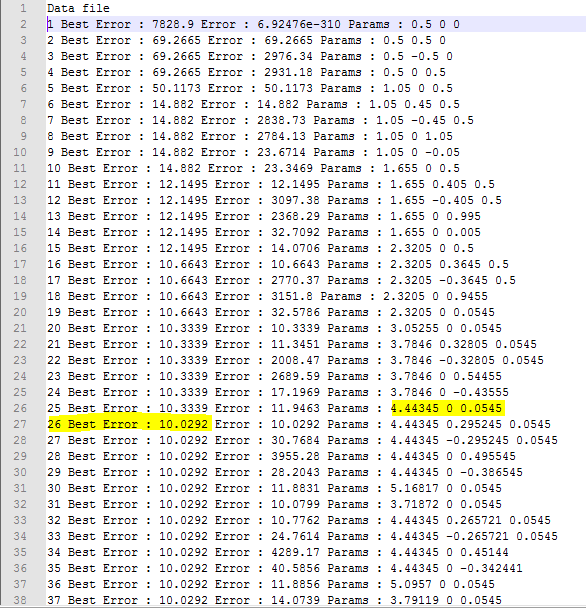 1 Data file
2 1 Best Error : 7828.9 Error : 6.92476e-310 Params : 0.5 0 0
3 2 Best Error : 69.2665 Error : 69.2665 Params 0.5 0.5 0
4 3 Best Error : 69.2665 Error : 2976.34 Params : 0.5 -0.5 0
5 4 Best Error : 69.2665 Error : 2931.18 Params : 0.5 0 0.5
6 5 Best Error : 50.1173 Error : 50.1173 Params : 1.05 0 0.5
7 6 Best Error : 14.882 Error : 14.882 Params : 1.05 0.45 0.5
8 7 Best Error : 14.882 Error : 2838.73 Params : 1.05 -0.45 0.5
9 8 Best Error : 14.882 Error : 2784.13 Params : 1.05 0 1.05
10 9 Best Error : 14.882 Error : 23.6714 Params : 1.05 0 -0.05
11 10 Best Error : 14.882 Error : 23.3469 Params : 1.655 0 0.5
12 11 Best Error : 12.1495 Error : 12.1495 Params : 1.655 0.405 0.5
13 12 Best Error : 12.1495 Error : 3097.38 Params : 1.655 -0.405 0.5
14 13 Best Error : 12.1495 Error : 2368.29 Params : 1.655 0 0.995
15 14 Best Error : 12.1495 Error : 32.7092 Params : 1.655 0 0.005
16 15 Best Error : 12.1495 Error : 14.0706 Params : 2.3205 0 0.5
17 16 Best Error : 10.6643 Error : 10.6643 Params : 2.3205 0.3645 0.5
18 17 Best Error : 10.6643 Error : 2770.37 Params : 2.3205 -0.3645 0.5
19 18 Best Error : 10.6643 Error : 3151.8 Params : 2.3205 0 0.9455
20 19 Best Error : 10.6643 Error : 32.5786 Params : 2.3205 0 0.0545
21 20 Best Error : 10.3339 Error : 10.3339 Params : 3.05255 0 0.0545
22 21 Best Error : 10.3339 Error : 11.3451 Params : 3.7846 0.32805 0.0545
23 22 Best Error : 10.3339 Error : 2008.47 Params : 3.7846 -0.32805 0.0545
24 23 Best Error : 10.3339 Error : 2689.59 Params : 3.7846 0 0.54455
25 24 Best Error : 10.3339 Error : 17.1969 Params : 3.7846 0 -0.43555
26 25 Best Error : 10.3339 Error : 11.9463 Params : 4.44345 0 0.0545
27 26 Best Error : 10.0292 Error : 10.0292 Params : 4.44345 0.295245 0.0545
28 27 Best Error : 10.0292 Error : 30.7684 Params : 4.44345 -0.295245 0.0545
29 28 Best Error : 10.0292 Error : 3955.28 Params : 4.44345 0 0.495545
30 29 Best Error : 10.0292 Error : 28.2043 Params : 4.44345 0 -0.386545
31 30 Best Error : 10.0292 Error : 11.8831 Params : 5.16817 0 0.0545
32 31 Best Error : 10.0292 Error : 10.0799 Params : 3.71872 0 0.0545
33 32 Best Error : 10.0292 Error : 10.7762 Params : 4.44345 0.265721 0.0545
34 33 Best Error : 10.0292 Error : 24.7614 Params : 4.44345 -0.265721 0.0545
35 34 Best Error : 10.0292 Error : 4289.17 Params : 4.44345 0 0.45144
36 35 Best Error : 10.0292 Error : 40.5856 Params : 4.44345 0 -0.342441
37 36 Best Error : 10.0292 Error : 11.8856 Params : 5.0957 0 0.0545
38 37 Best Error : 10.0292 Error : 14.0739 Params : 3.79119 0 0.0545